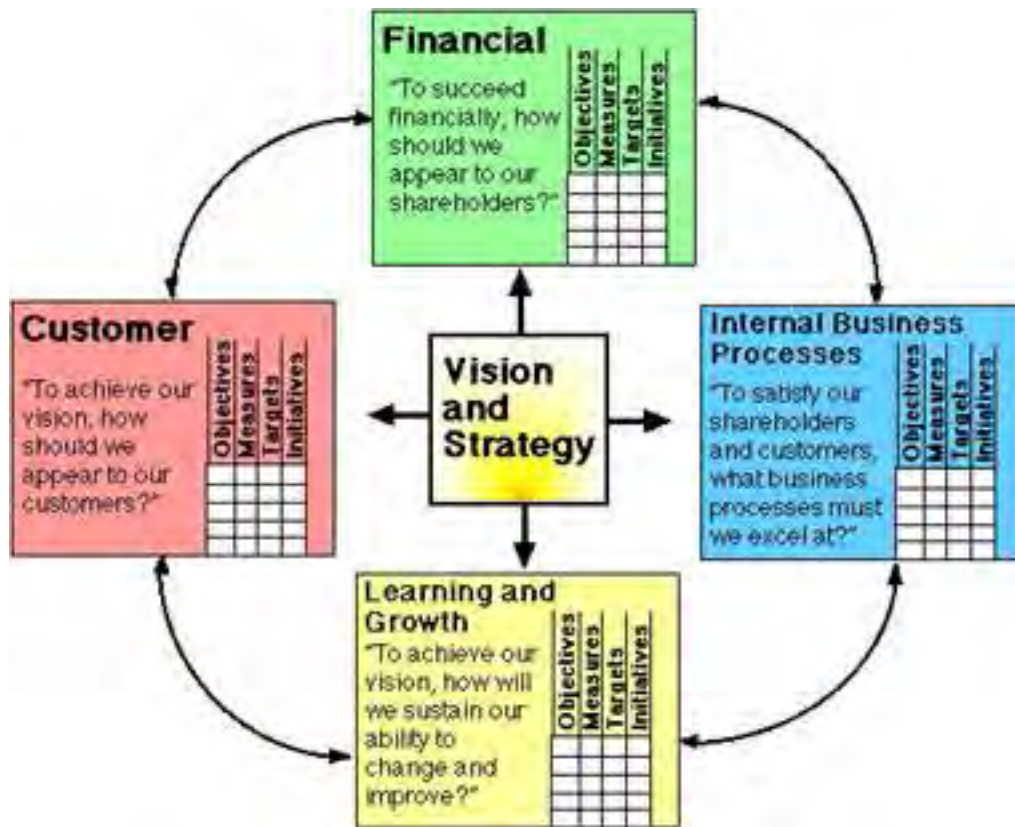 Financial
"To succeed
financially, how
should we
appear to our
shareholders?"
Objectives
Measures
Targets
Initiatives
Customer
"To achieve our
vision, how
should we
appear to our
customers?"
Objectives
Measures
Targets
Initiatives
Vision
and
Strategy
Internal Business
Processes
"To satisfy our
shareholders
and customers,
what business
processes must
we excel at?"
Objectives
Measures
Targets
Initiatives
Learning and
Growth
"To achieve our
vision, how will
we sustain our
ability to
change and
improve?"
Objectives
Measures
Targets
Initiatives